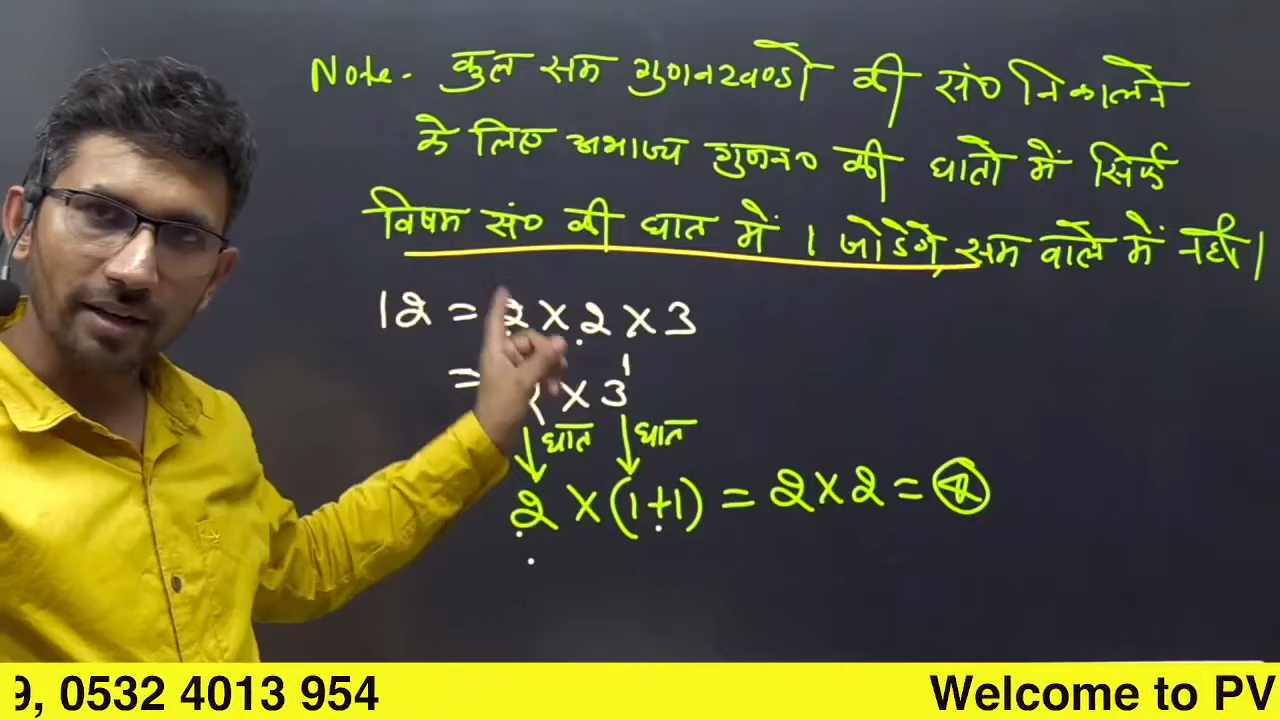 Note - कुल सम गुणनखण्डो की सं० निकालने
के लिए अभाज्य गुणन० की घातो में सिर्फ
विषम सं० की घात में 1 जोडेगे, सम वाले में नहीं।
12 = 2 × 2 × 3
= × 3¹
घात घात
2 × (1+1) = 2 × 2 = 4
9, 0532 4013 954 Welcome to PV